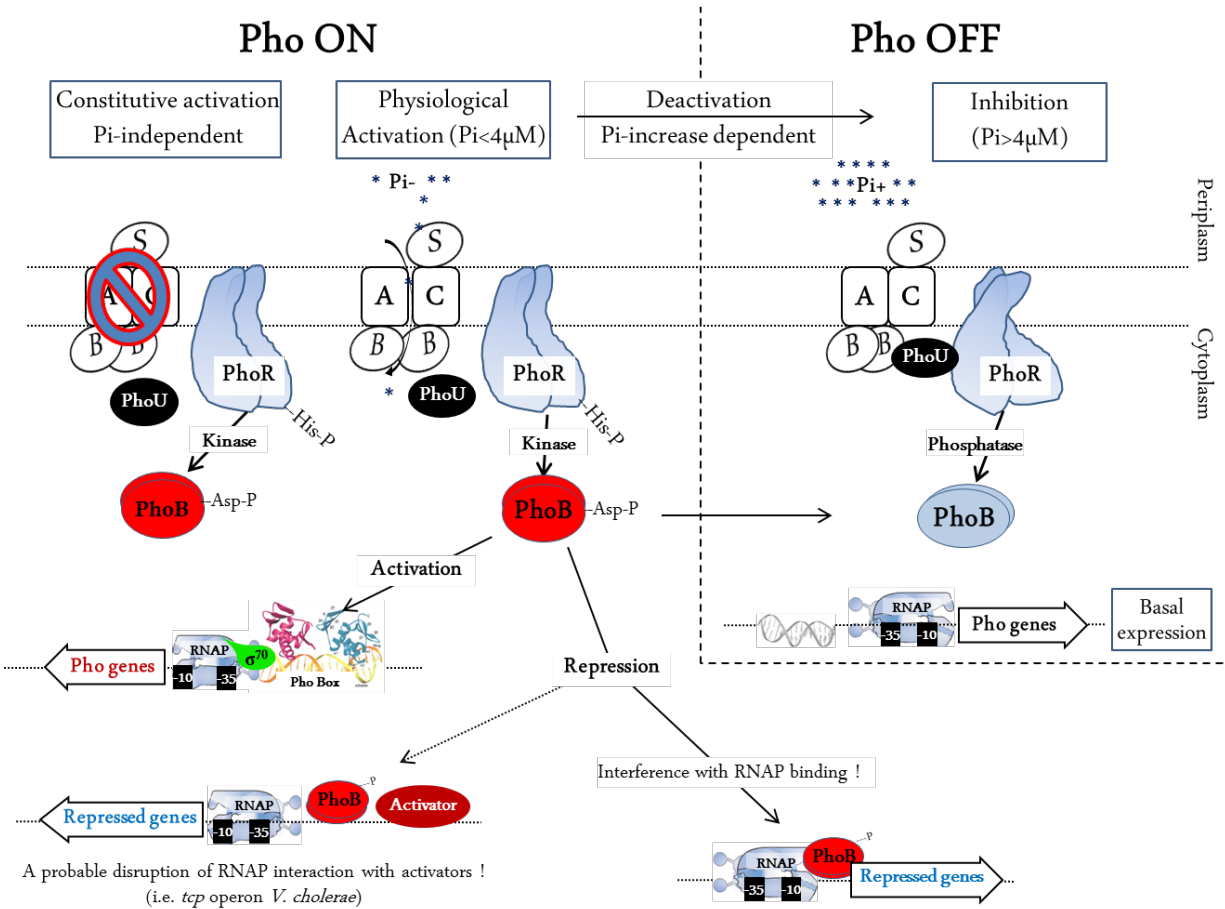 Pho ON
Pho OFF
Constitutive activation
Pi-independent
Physiological
Activation (Pi<4µM)
Deactivation
Pi-increase dependent
Inhibition
(Pi>4µM)
* Pi- * *
*
*
*
*
* * * *
* * *Pi+ * *
* * * * * *
Periplasm
Cytoplasm
S
A C
B B
PhoU
PhoR
His-P
Kinase
PhoB
Asp-P
S
A C
B B
PhoU
PhoR
His-P
Kinase
PhoB
Asp-P
S
A C
B B
PhoU
PhoR
Phosphatase
PhoB
Activation
Pho genes
RNAP
σ70
-10 -35
Pho Box
Repression
RNAP
-35 -10
Pho genes
Basal
expression
Interference with RNAP binding !
Repressed genes
RNAP
-10 -35
PhoB
P
Activator
A probable disruption of RNAP interaction with activators !
(i.e. tcp operon V. cholerae)
RNAP
-35 -10
PhoB
P
Repressed genes